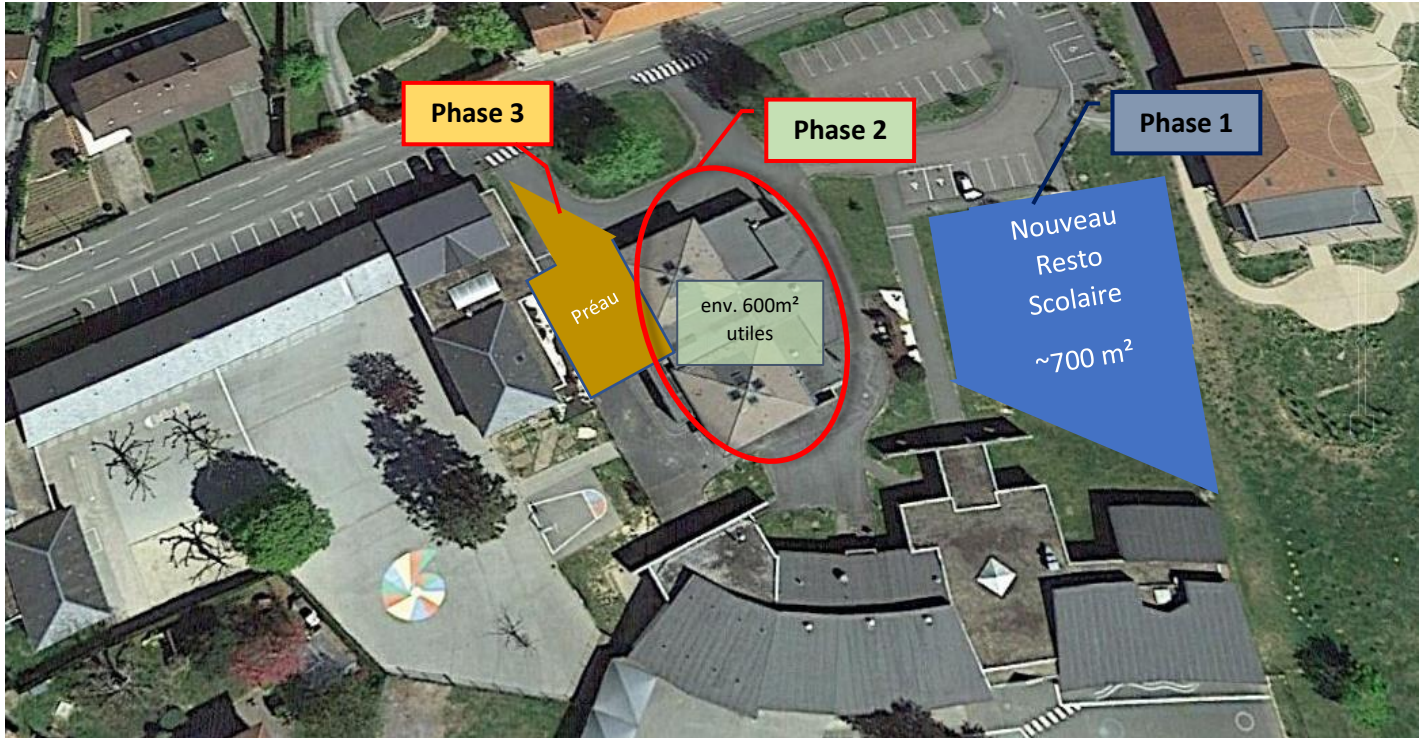 Phase 3
Phase 2
Phase 1
Nouveau
Resto
Scolaire
~700 m²
Préau
env. 600m²
utiles